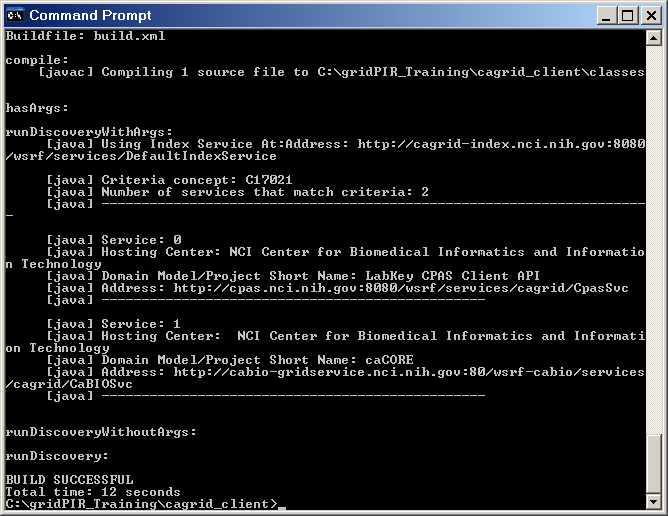 Command Prompt
Buildfile: build.xml
compile:
[javac] Compiling 1 source file to C:\gridPIR_Training\cagrid_client\classes
hasArgs:
runDiscoveryWithArgs:
[java] Using Index Service At:Address: http://cagrid-index.nci.nih.gov:8080
/wsrf/services/DefaultIndexService
[java] Criteria concept: C17021
[java] Number of services that match criteria: 2
[java] --------------------------------------------------------------------
-
[java] Service: 0
[java] Hosting Center: NCI Center for Biomedical Informatics and Informatio
n Technology
[java] Domain Model/Project Short Name: LabKey CPAS Client API
[java] Address: http://cpas.nci.nih.gov:8080/wsrf/services/cagrid/CpasSvc
[java] ------------------------------------------------
[java] Service: 1
[java] Hosting Center:  NCI Center for Biomedical Informatics and Informati
on Technology
[java] Domain Model/Project Short Name: caCORE
[java] Address: http://cabio-gridservice.nci.nih.gov:80/wsrf-cabio/services
/cagrid/CaBIOSvc
[java] ------------------------------------------------
runDiscoveryWithoutArgs:
runDiscovery:
BUILD SUCCESSFUL
Total time: 12 seconds
C:\gridPIR_Training\cagrid_client>_